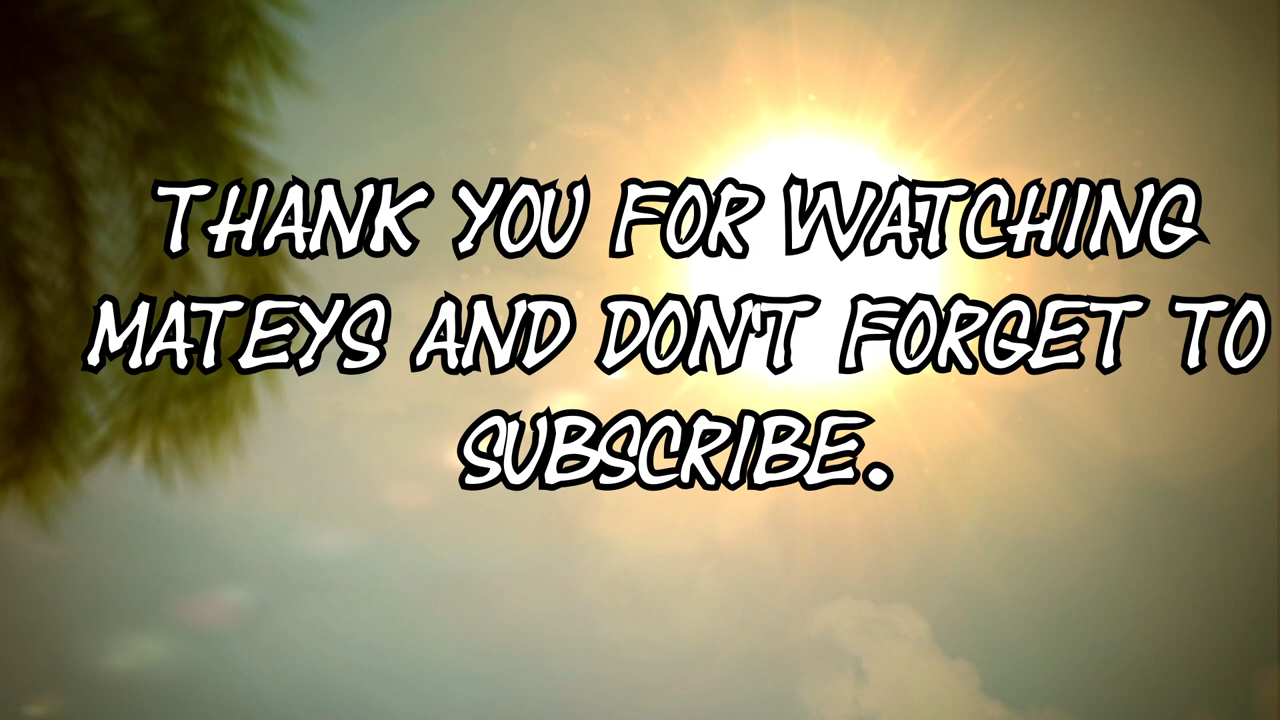 THANK YOU FOR WATCHING
MATEYS AND DON'T FORGET TO
SUBSCRIBE.